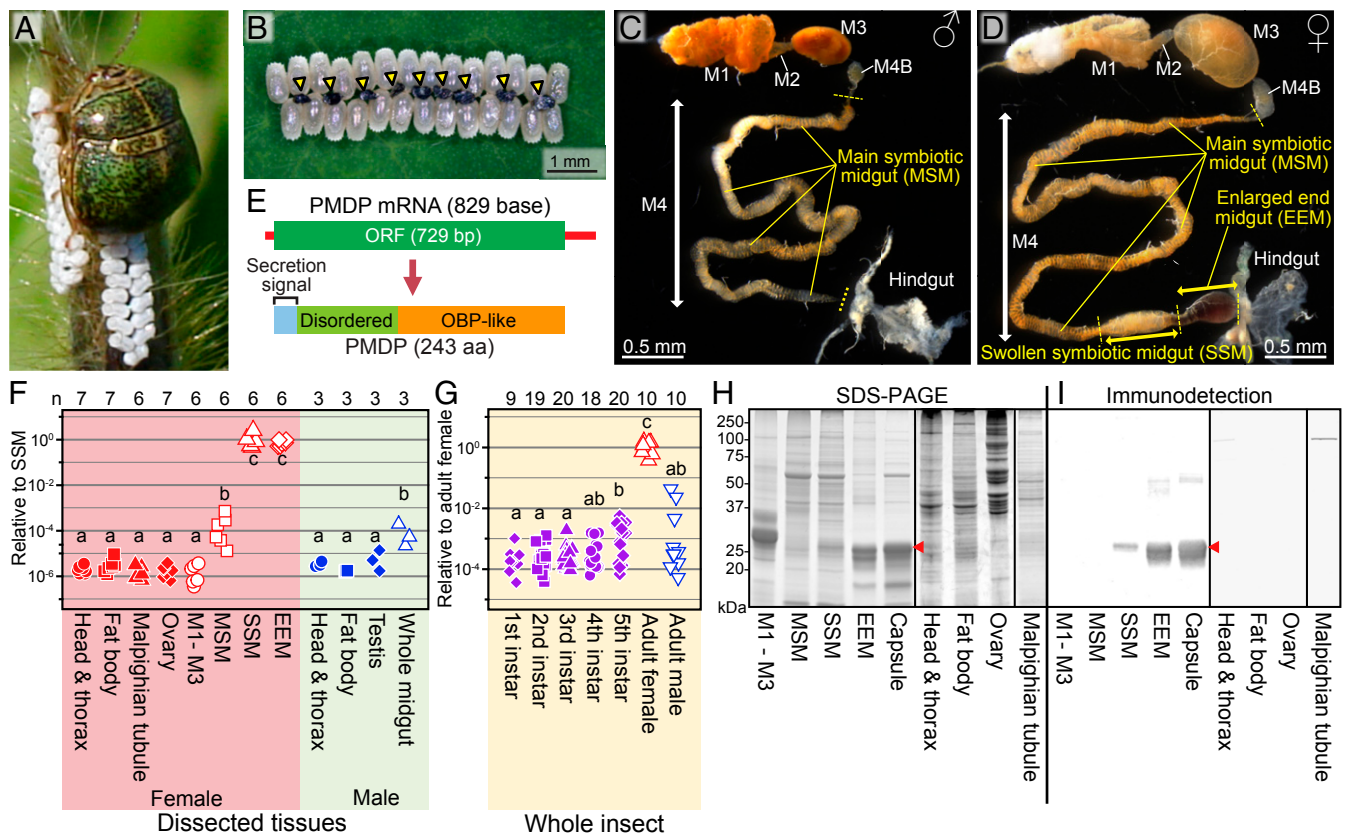 A
B
1 mm
C
♂
M1
M2
M3
M4B
M4
Main symbiotic
midgut (MSM)
Hindgut
0.5 mm
D
♀
M1
M2
M3
M4B
M4
Main symbiotic
midgut (MSM)
Enlarged end
midgut (EEM)
Hindgut
Swollen symbiotic midgut (SSM)
0.5 mm
E
PMDP mRNA (829 base)
ORF (729 bp)
Secretion
signal
Disordered
OBP-like
PMDP (243 aa)
F
n 7 7 6 7 6 6 6 6 3 3 3 3
Relative to SSM
10⁰
10⁻²
10⁻⁴
10⁻⁶
a a a a a b c c a a a b
Head & thorax
Fat body
Malpighian tubule
Ovary
M1 - M3
MSM
SSM
EEM
Head & thorax
Fat body
Testis
Whole midgut
Female
Male
Dissected tissues
G
9 19 20 18 20 10 10
Relative to adult female
10⁰
10⁻²
10⁻⁴
a a a ab b c ab
1st instar
2nd instar
3rd instar
4th instar
5th instar
Adult female
Adult male
Whole insect
H
SDS-PAGE
250
100
75
50
37
25
20
kDa
M1 - M3
MSM
SSM
EEM
Capsule
Head & thorax
Fat body
Ovary
Malpighian tubule
I
Immunodetection
M1- M3
MSM
SSM
EEM
Capsule
Head & thorax
Fat body
Ovary
Malpighian tubule